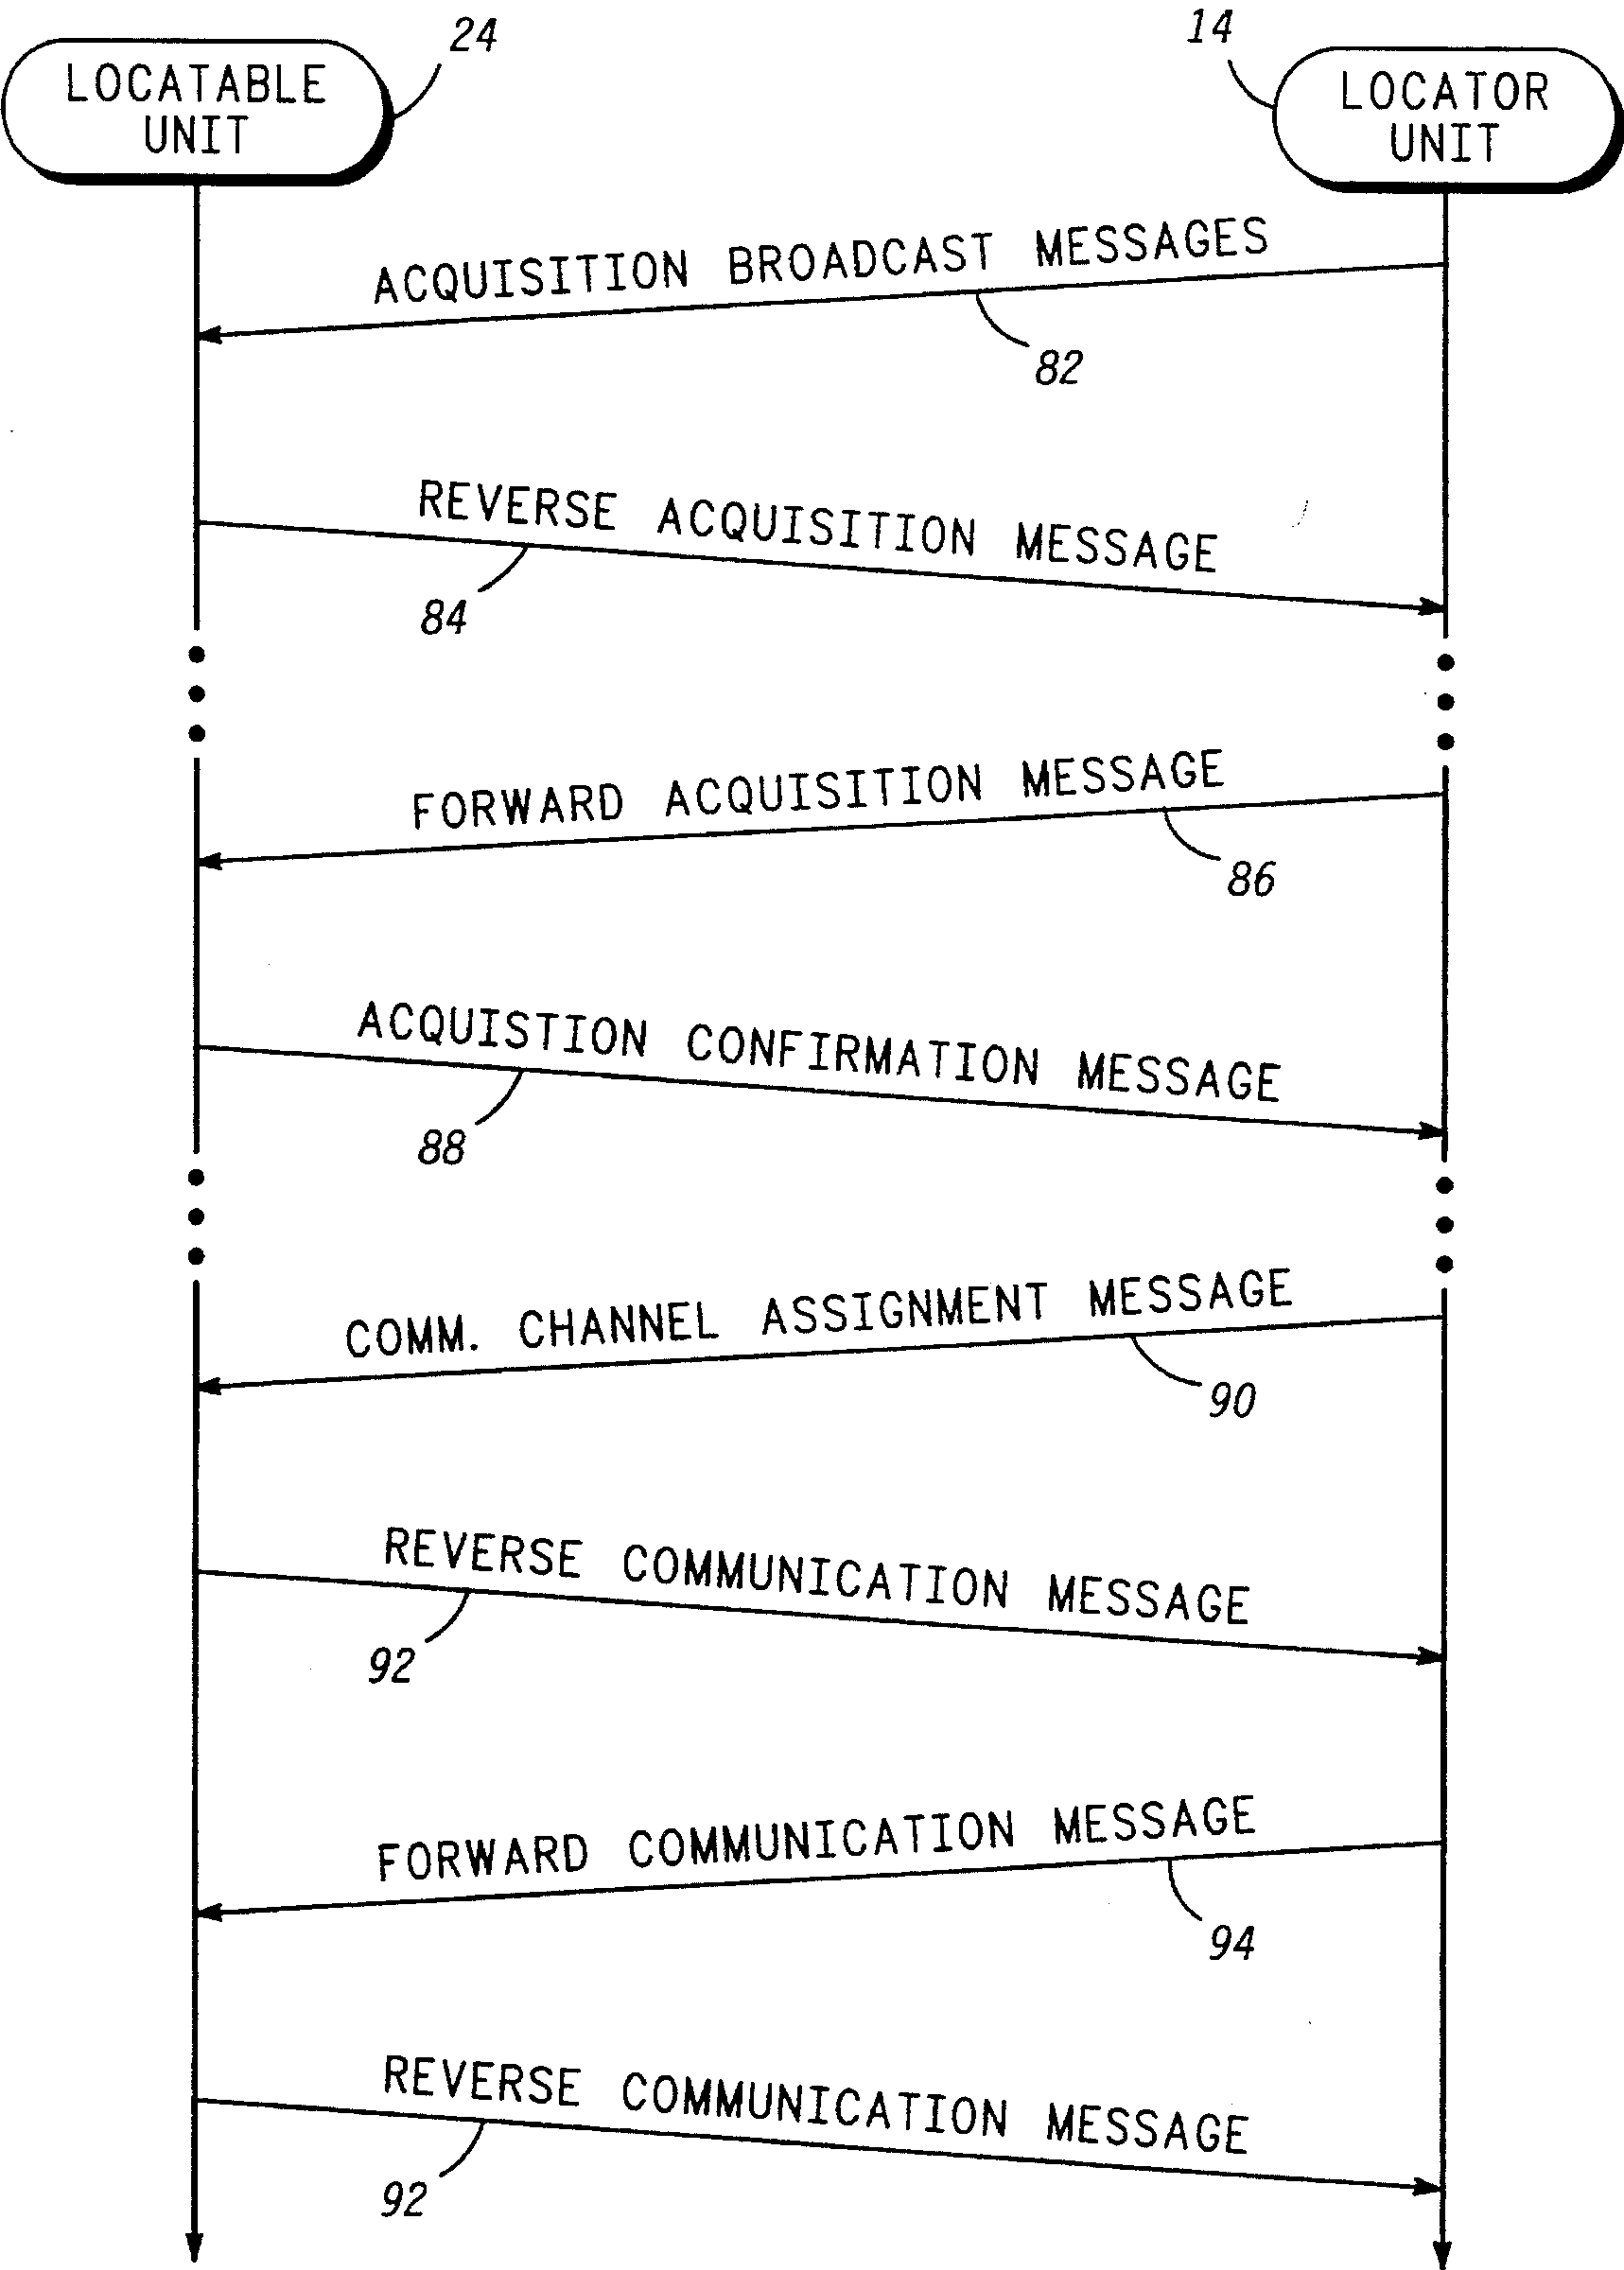 24
14
LOCATABLE
UNIT
LOCATOR
UNIT
ACQUISITION BROADCAST MESSAGES
82
REVERSE ACQUISITION MESSAGE
84
FORWARD ACQUISITION MESSAGE
86
ACQUISTION CONFIRMATION MESSAGE
88
COMM. CHANNEL ASSIGNMENT MESSAGE
90
REVERSE COMMUNICATION MESSAGE
92
FORWARD COMMUNICATION MESSAGE
94
REVERSE COMMUNICATION MESSAGE
92